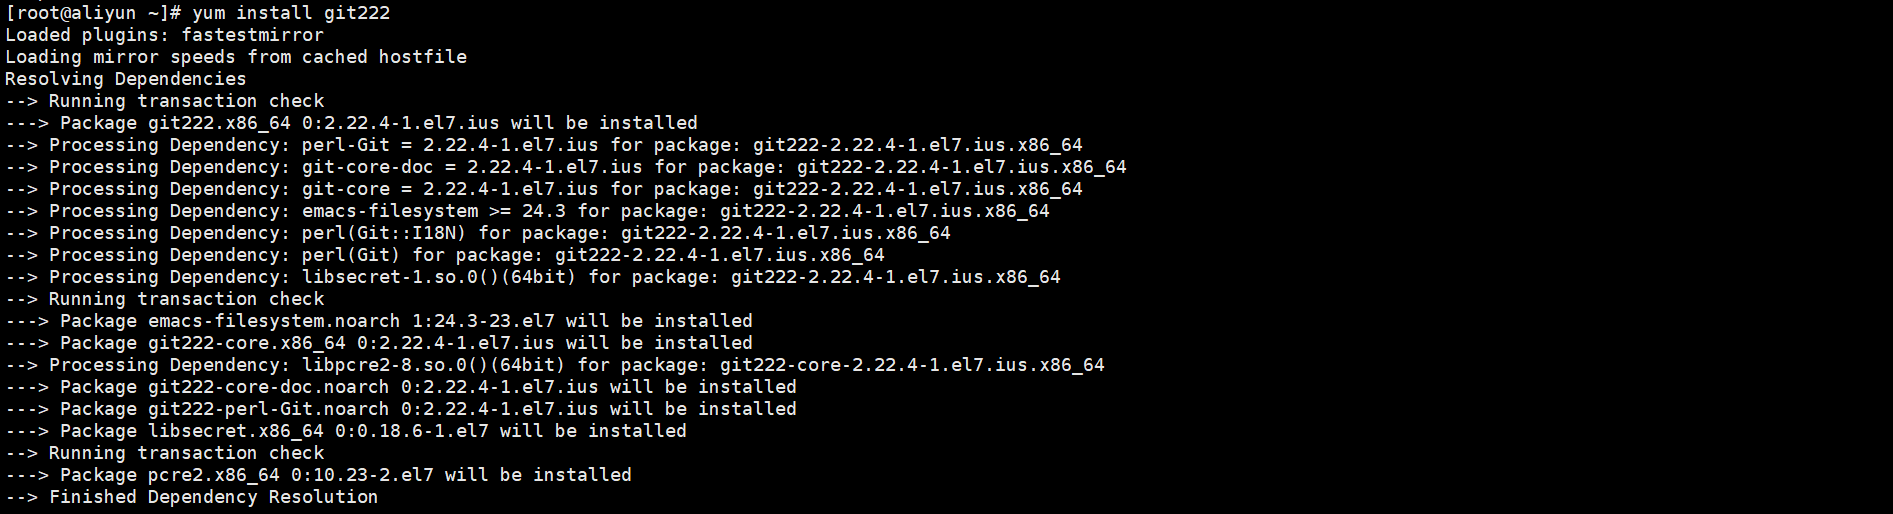 [root@aliyun ~]# yum install git222
Loaded plugins: fastestmirror
Loading mirror speeds from cached hostfile
Resolving Dependencies
--> Running transaction check
---> Package git222.x86_64 0:2.22.4-1.el7.ius will be installed
--> Processing Dependency: perl-Git = 2.22.4-1.el7.ius for package: git222-2.22.4-1.el7.ius.x86_64
--> Processing Dependency: git-core-doc = 2.22.4-1.el7.ius for package: git222-2.22.4-1.el7.ius.x86_64
--> Processing Dependency: git-core = 2.22.4-1.el7.ius for package: git222-2.22.4-1.el7.ius.x86_64
--> Processing Dependency: emacs-filesystem >= 24.3 for package: git222-2.22.4-1.el7.ius.x86_64
--> Processing Dependency: perl(Git::I18N) for package: git222-2.22.4-1.el7.ius.x86_64
--> Processing Dependency: perl(Git) for package: git222-2.22.4-1.el7.ius.x86_64
--> Processing Dependency: libsecret-1.so.0()(64bit) for package: git222-2.22.4-1.el7.ius.x86_64
--> Running transaction check
---> Package emacs-filesystem.noarch 1:24.3-23.el7 will be installed
---> Package git222-core.x86_64 0:2.22.4-1.el7.ius will be installed
--> Processing Dependency: libpcre2-8.so.0()(64bit) for package: git222-core-2.22.4-1.el7.ius.x86_64
---> Package git222-core-doc.noarch 0:2.22.4-1.el7.ius will be installed
---> Package git222-perl-Git.noarch 0:2.22.4-1.el7.ius will be installed
---> Package libsecret.x86_64 0:0.18.6-1.el7 will be installed
--> Running transaction check
---> Package pcre2.x86_64 0:10.23-2.el7 will be installed
--> Finished Dependency Resolution